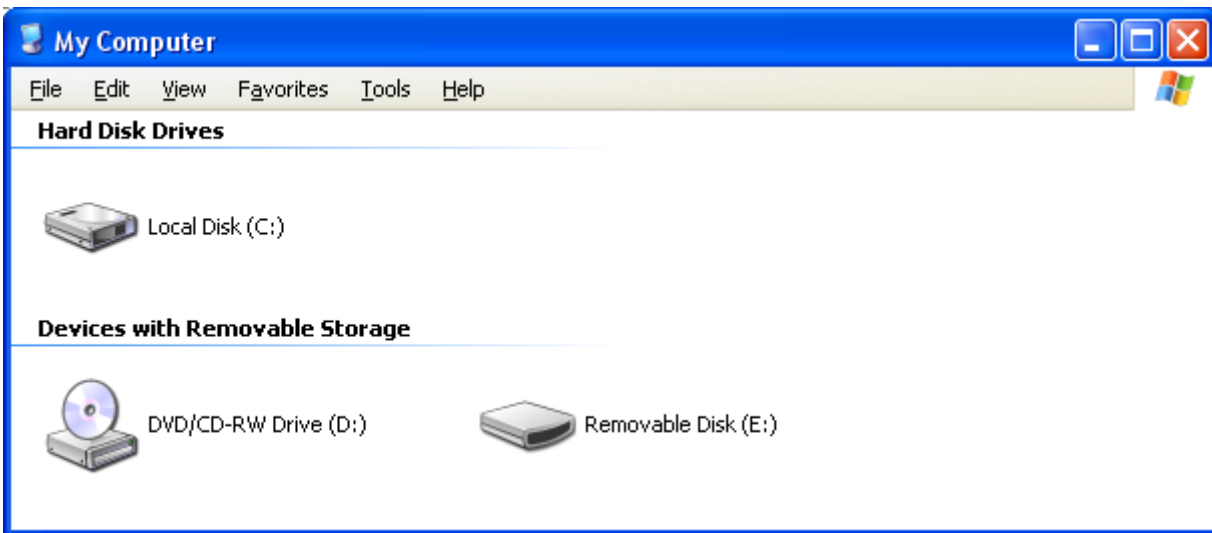 My Computer
File Edit View Favorites Tools Help
Hard Disk Drives
Local Disk (C:)
Devices with Removable Storage
DVD/CD-RW Drive (D:) Removable Disk (E:)